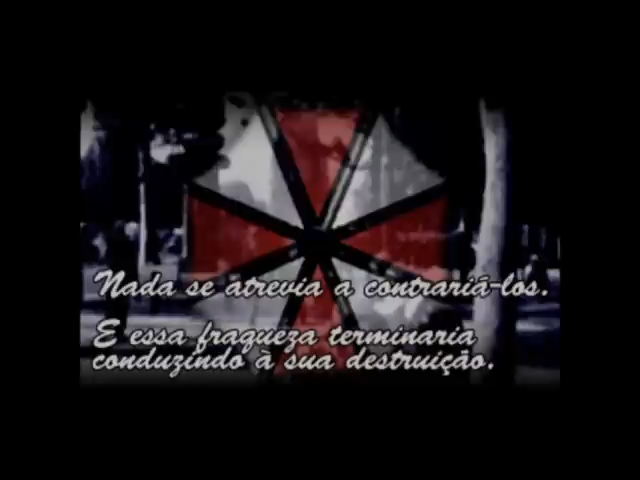 Nada se atrevia a contrariá-los.
E essa fraqueza terminaria
conduzindo à sua destruição.